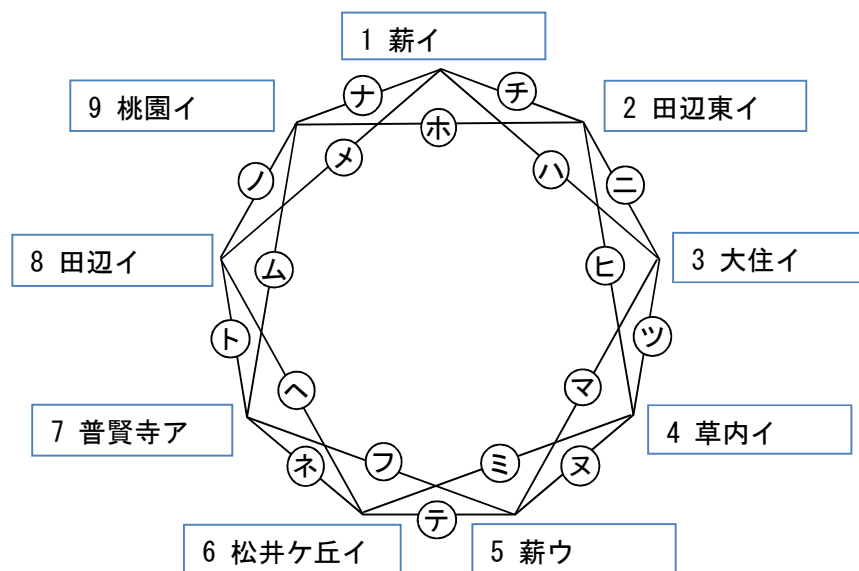 1 薪イ
ナ
チ
9 桃園イ
2 田辺東イ
ホ
メ
ハ
ノ
ニ
8 田辺イ
3 大住イ
ム
ヒ
ト
ツ
ヘ
マ
7 普賢寺ア
4 草内イ
ネ
フ
ミ
ヌ
テ
6 松井ケ丘イ
5 薪ウ